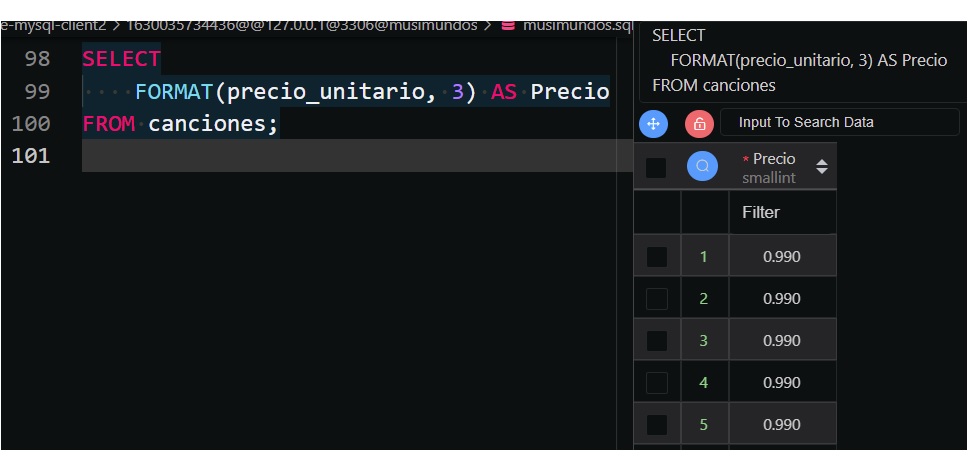 e-mysql-client2 > 1630035734436@@127.0.0.1@3306@musimundos > musimundos.sql
98 SELECT
99 FORMAT(precio_unitario, 3) AS Precio
100 FROM canciones;
101
SELECT
FORMAT(precio_unitario, 3) AS Precio
FROM canciones
Input To Search Data
* Precio
smallint
Filter
1 0.990
2 0.990
3 0.990
4 0.990
5 0.990